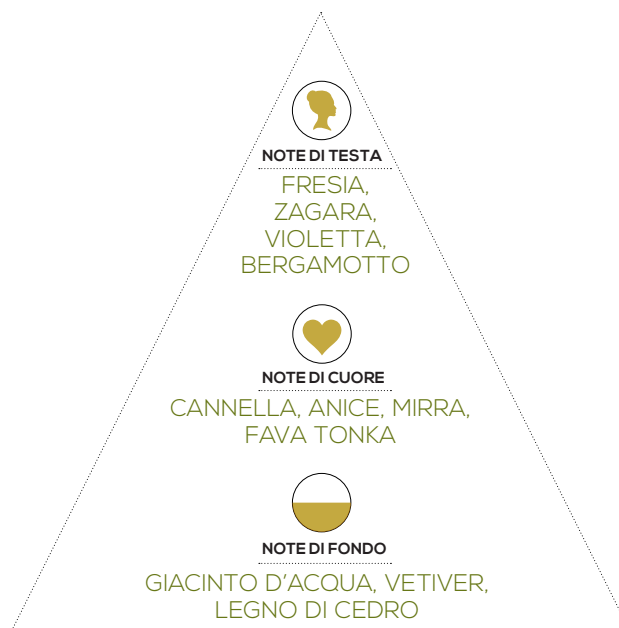 NOTE DI TESTA
FRESIA,
ZAGARA,
VIOLETTA,
BERGAMOTTO
NOTE DI CUORE
CANNELLA, ANICE, MIRRA,
FAVA TONKA
NOTE DI FONDO
GIACINTO D'ACQUA, VETIVER,
LEGNO DI CEDRO